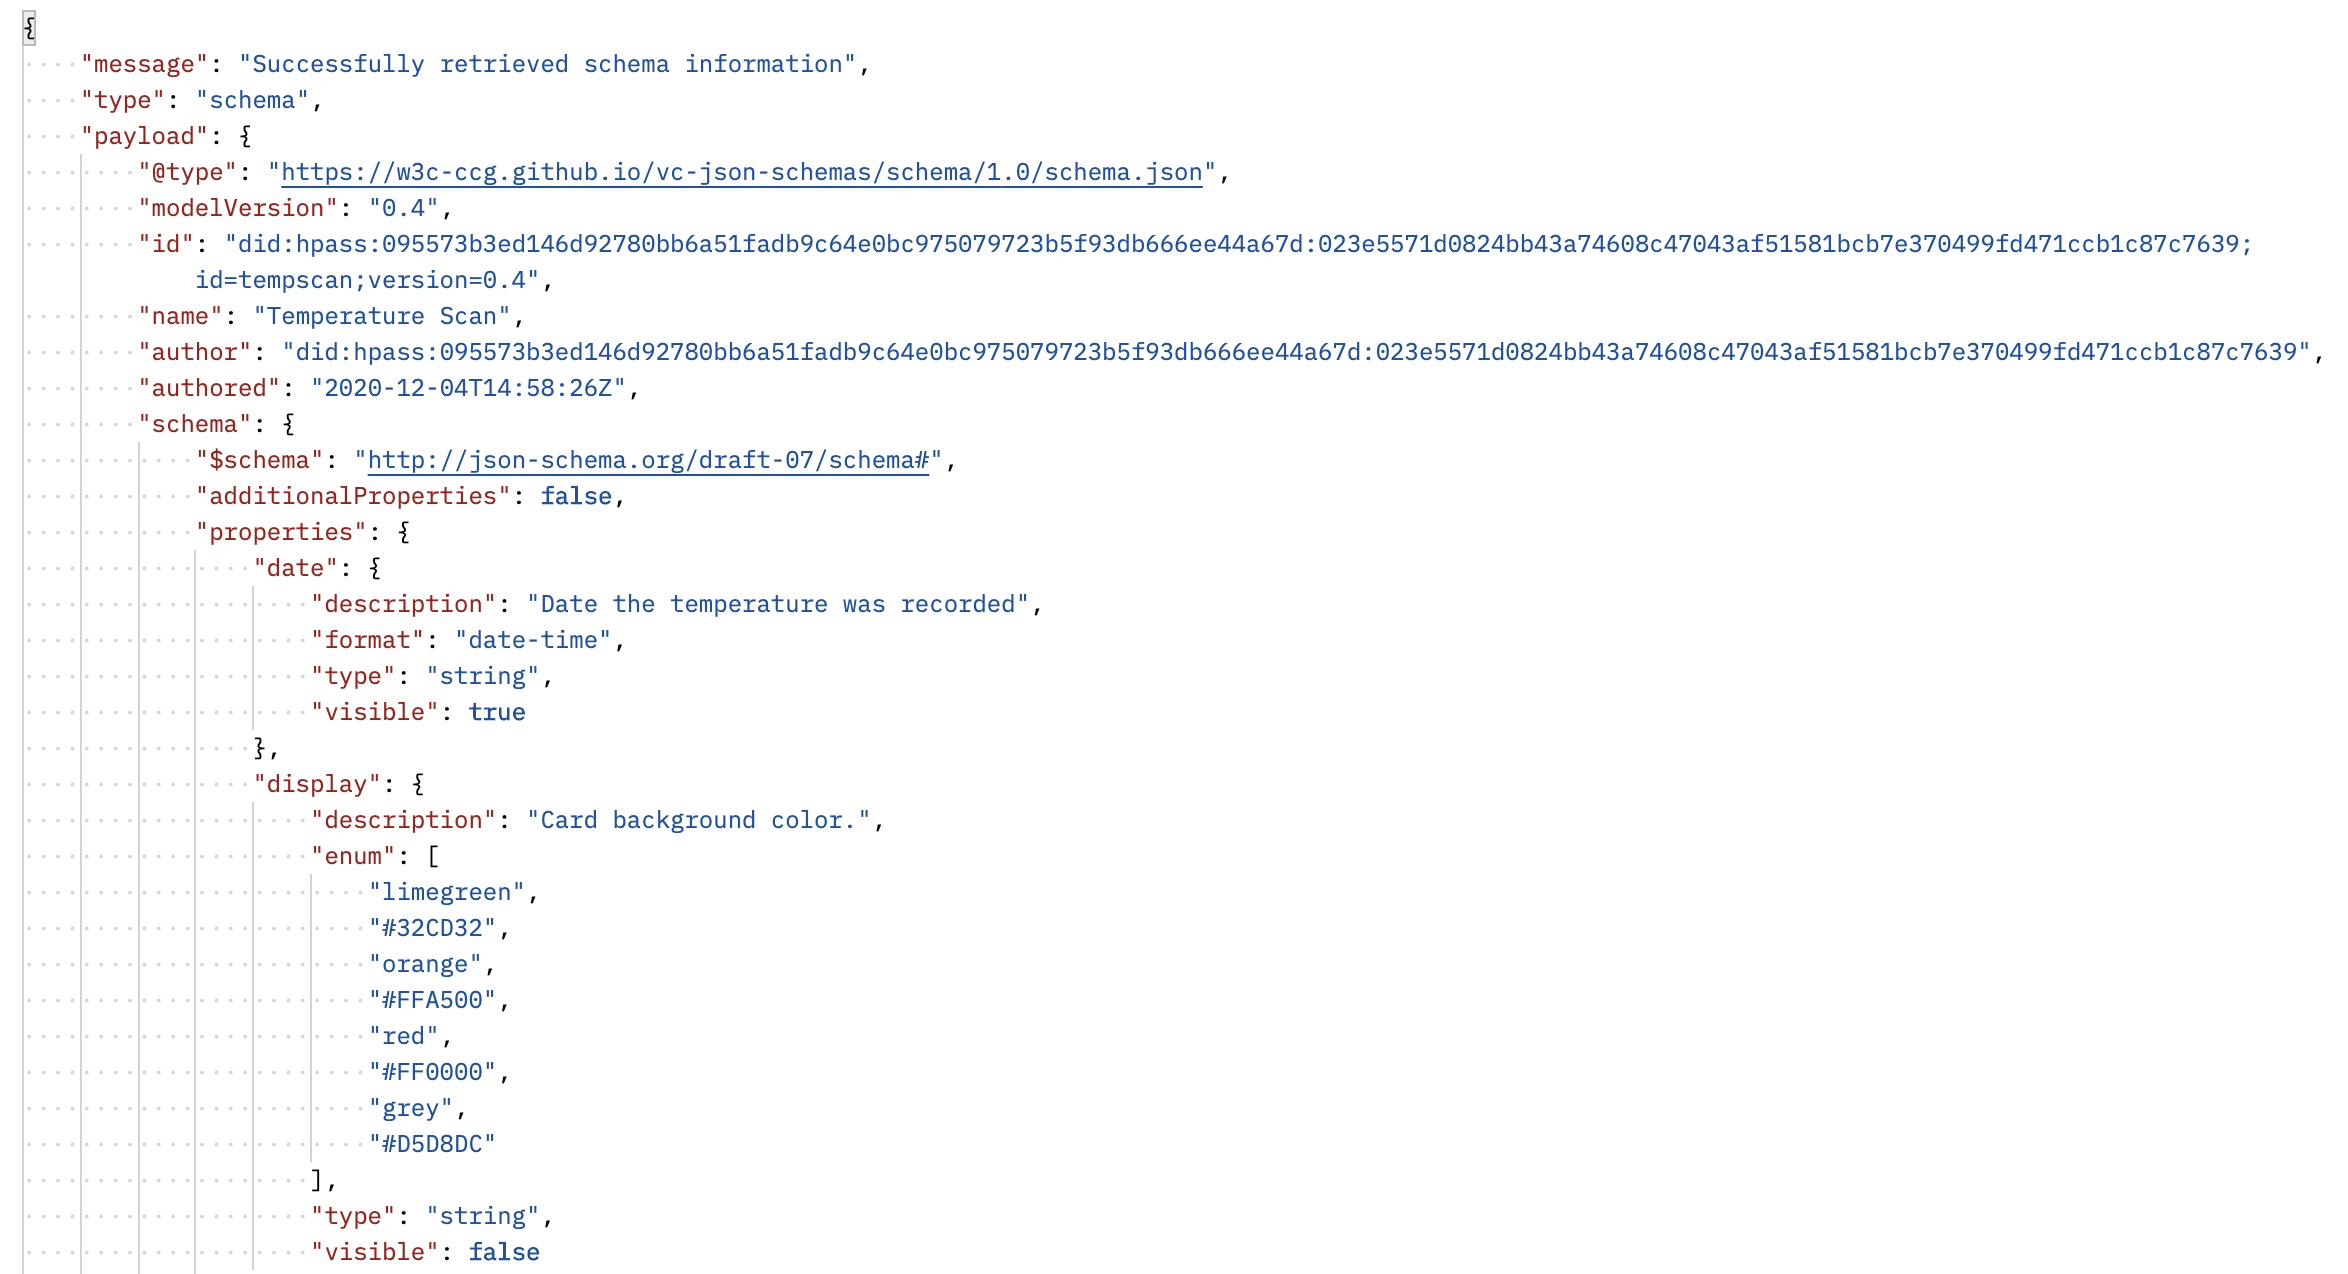 {
"message": "Successfully retrieved schema information",
"type": "schema",
"payload": {
"@type": "https://w3c-ccg.github.io/vc-json-schemas/schema/1.0/schema.json",
"modelVersion": "0.4",
"id": "did:hpass:095573b3ed146d92780bb6a51fadb9c64e0bc975079723b5f93db666ee44a67d:023e5571d0824bb43a74608c47043af51581bcb7e370499fd471ccb1c87c7639;
id=tempscan;version=0.4",
"name": "Temperature Scan",
"author": "did:hpass:095573b3ed146d92780bb6a51fadb9c64e0bc975079723b5f93db666ee44a67d:023e5571d0824bb43a74608c47043af51581bcb7e370499fd471ccb1c87c7639",
"authored": "2020-12-04T14:58:26Z",
"schema": {
"$schema": "http://json-schema.org/draft-07/schema#",
"additionalProperties": false,
"properties": {
"date": {
"description": "Date the temperature was recorded",
"format": "date-time",
"type": "string",
"visible": true
},
"display": {
"description": "Card background color.",
"enum": [
"limegreen",
"#32CD32",
"orange",
"#FFA500",
"red",
"#FF0000",
"grey",
"#D5D8DC"
],
"type": "string",
"visible": false